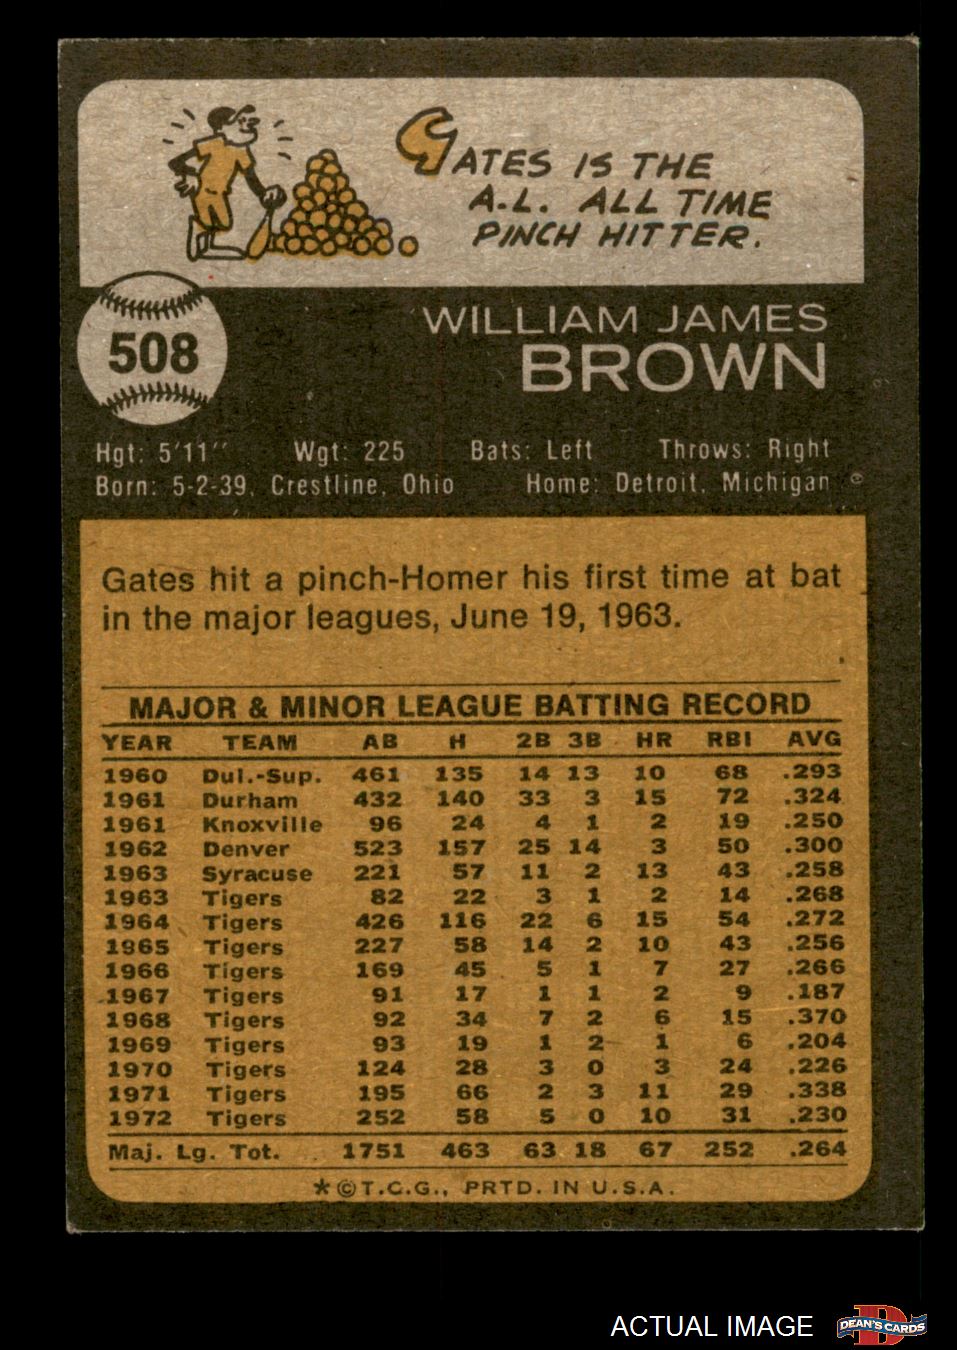 GATES IS THE
A.L. ALL TIME
PINCH HITTER.
508
WILLIAM JAMES
BROWN
Hgt: 5'11'' Wgt: 225 Bats: Left Throws: Right
Born: 5-2-39, Crestline, Ohio Home: Detroit, Michigan
Gates hit a pinch-Homer his first time at bat
in the major leagues, June 19, 1963.
MAJOR & MINOR LEAGUE BATTING RECORD
YEAR TEAM AB H 2B 3B HR RBI AVG
1960 Dul.-Sup. 461 135 14 13 10 68 .293
1961 Durham 432 140 33 3 15 72 .324
1961 Knoxville 96 24 4 1 2 19 .250
1962 Denver 523 157 25 14 3 50 .300
1963 Syracuse 221 57 11 2 13 43 .258
1963 Tigers 82 22 3 1 2 14 .268
1964 Tigers 426 116 22 6 15 54 .272
1965 Tigers 227 58 14 2 10 43 .256
1966 Tigers 169 45 5 1 7 27 .266
1967 Tigers 91 17 1 1 2 9 .187
1968 Tigers 92 34 7 2 6 15 .370
1969 Tigers 93 19 1 2 1 6 .204
1970 Tigers 124 28 3 0 3 24 .226
1971 Tigers 195 66 2 3 11 29 .338
1972 Tigers 252 58 5 0 10 31 .230
Maj. Lg. Tot. 1751 463 63 18 67 252 .264
*©T.C.G., PRTD. IN U.S.A.
ACTUAL IMAGE
DEAN'S CARDS